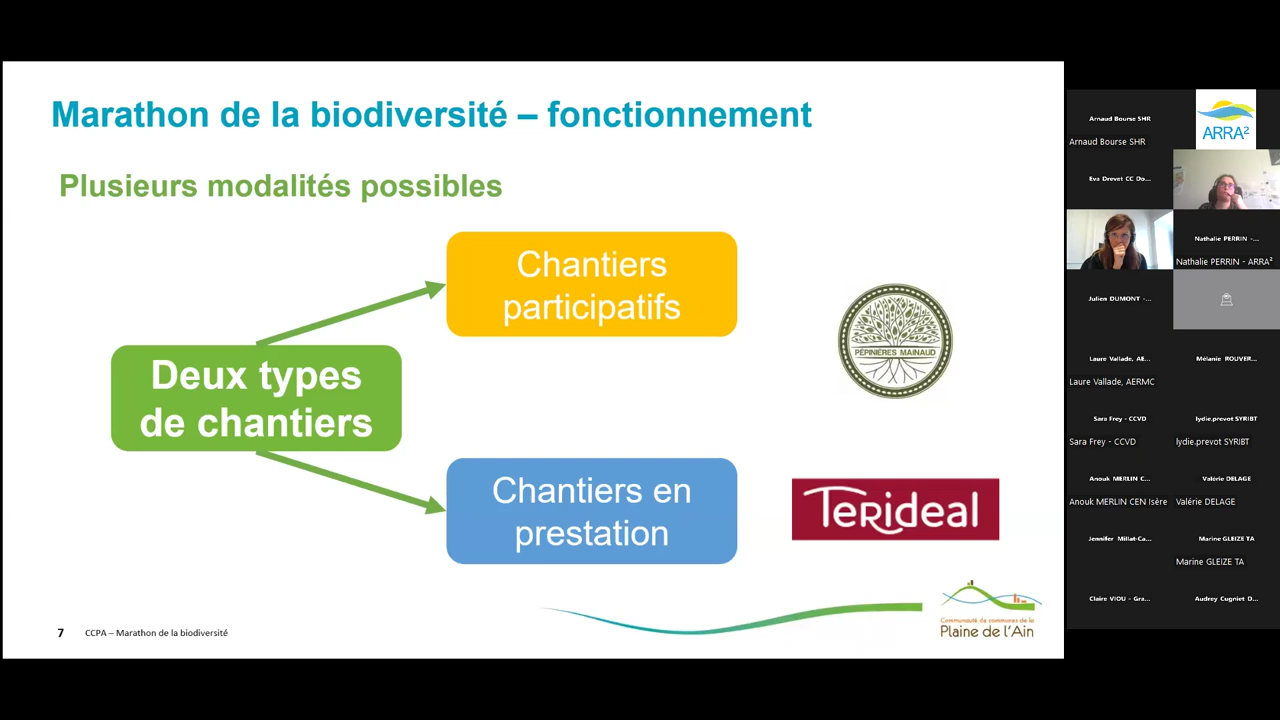 Marathon de la biodiversité – fonctionnement
Plusieurs modalités possibles
Chantiers
participatifs
Deux types
de chantiers
Chantiers en
prestation
PÉPINIÈRES MAINAUD
TERIDEAL
Communauté de communes de la
Plaine de l'Ain
7
CCPA – Marathon de la biodiversité
Arnaud Bourse SHR
Arnaud Bourse SHR
ARRA²
Eva Drevet CC Do...
Nathalie PERRIN -...
Nathalie PERRIN - ARRA²
Julien DUMONT -...
Laure Vallade, AE...
Laure Vallade, AERMC
Mélanie ROUVER...
Sara Frey - CCVD
Sara Frey - CCVD
lydie.prevot SYRIBT
lydie.prevot SYRIBT
Anouk MERLIN C...
Anouk MERLIN CEN Isère
Valérie DELAGE
Valérie DELAGE
Jennifer Millat-Ca...
Marine GLEIZE TA
Marine GLEIZE TA
Claire VIOU - Gra...
Audrey Cugniet D...